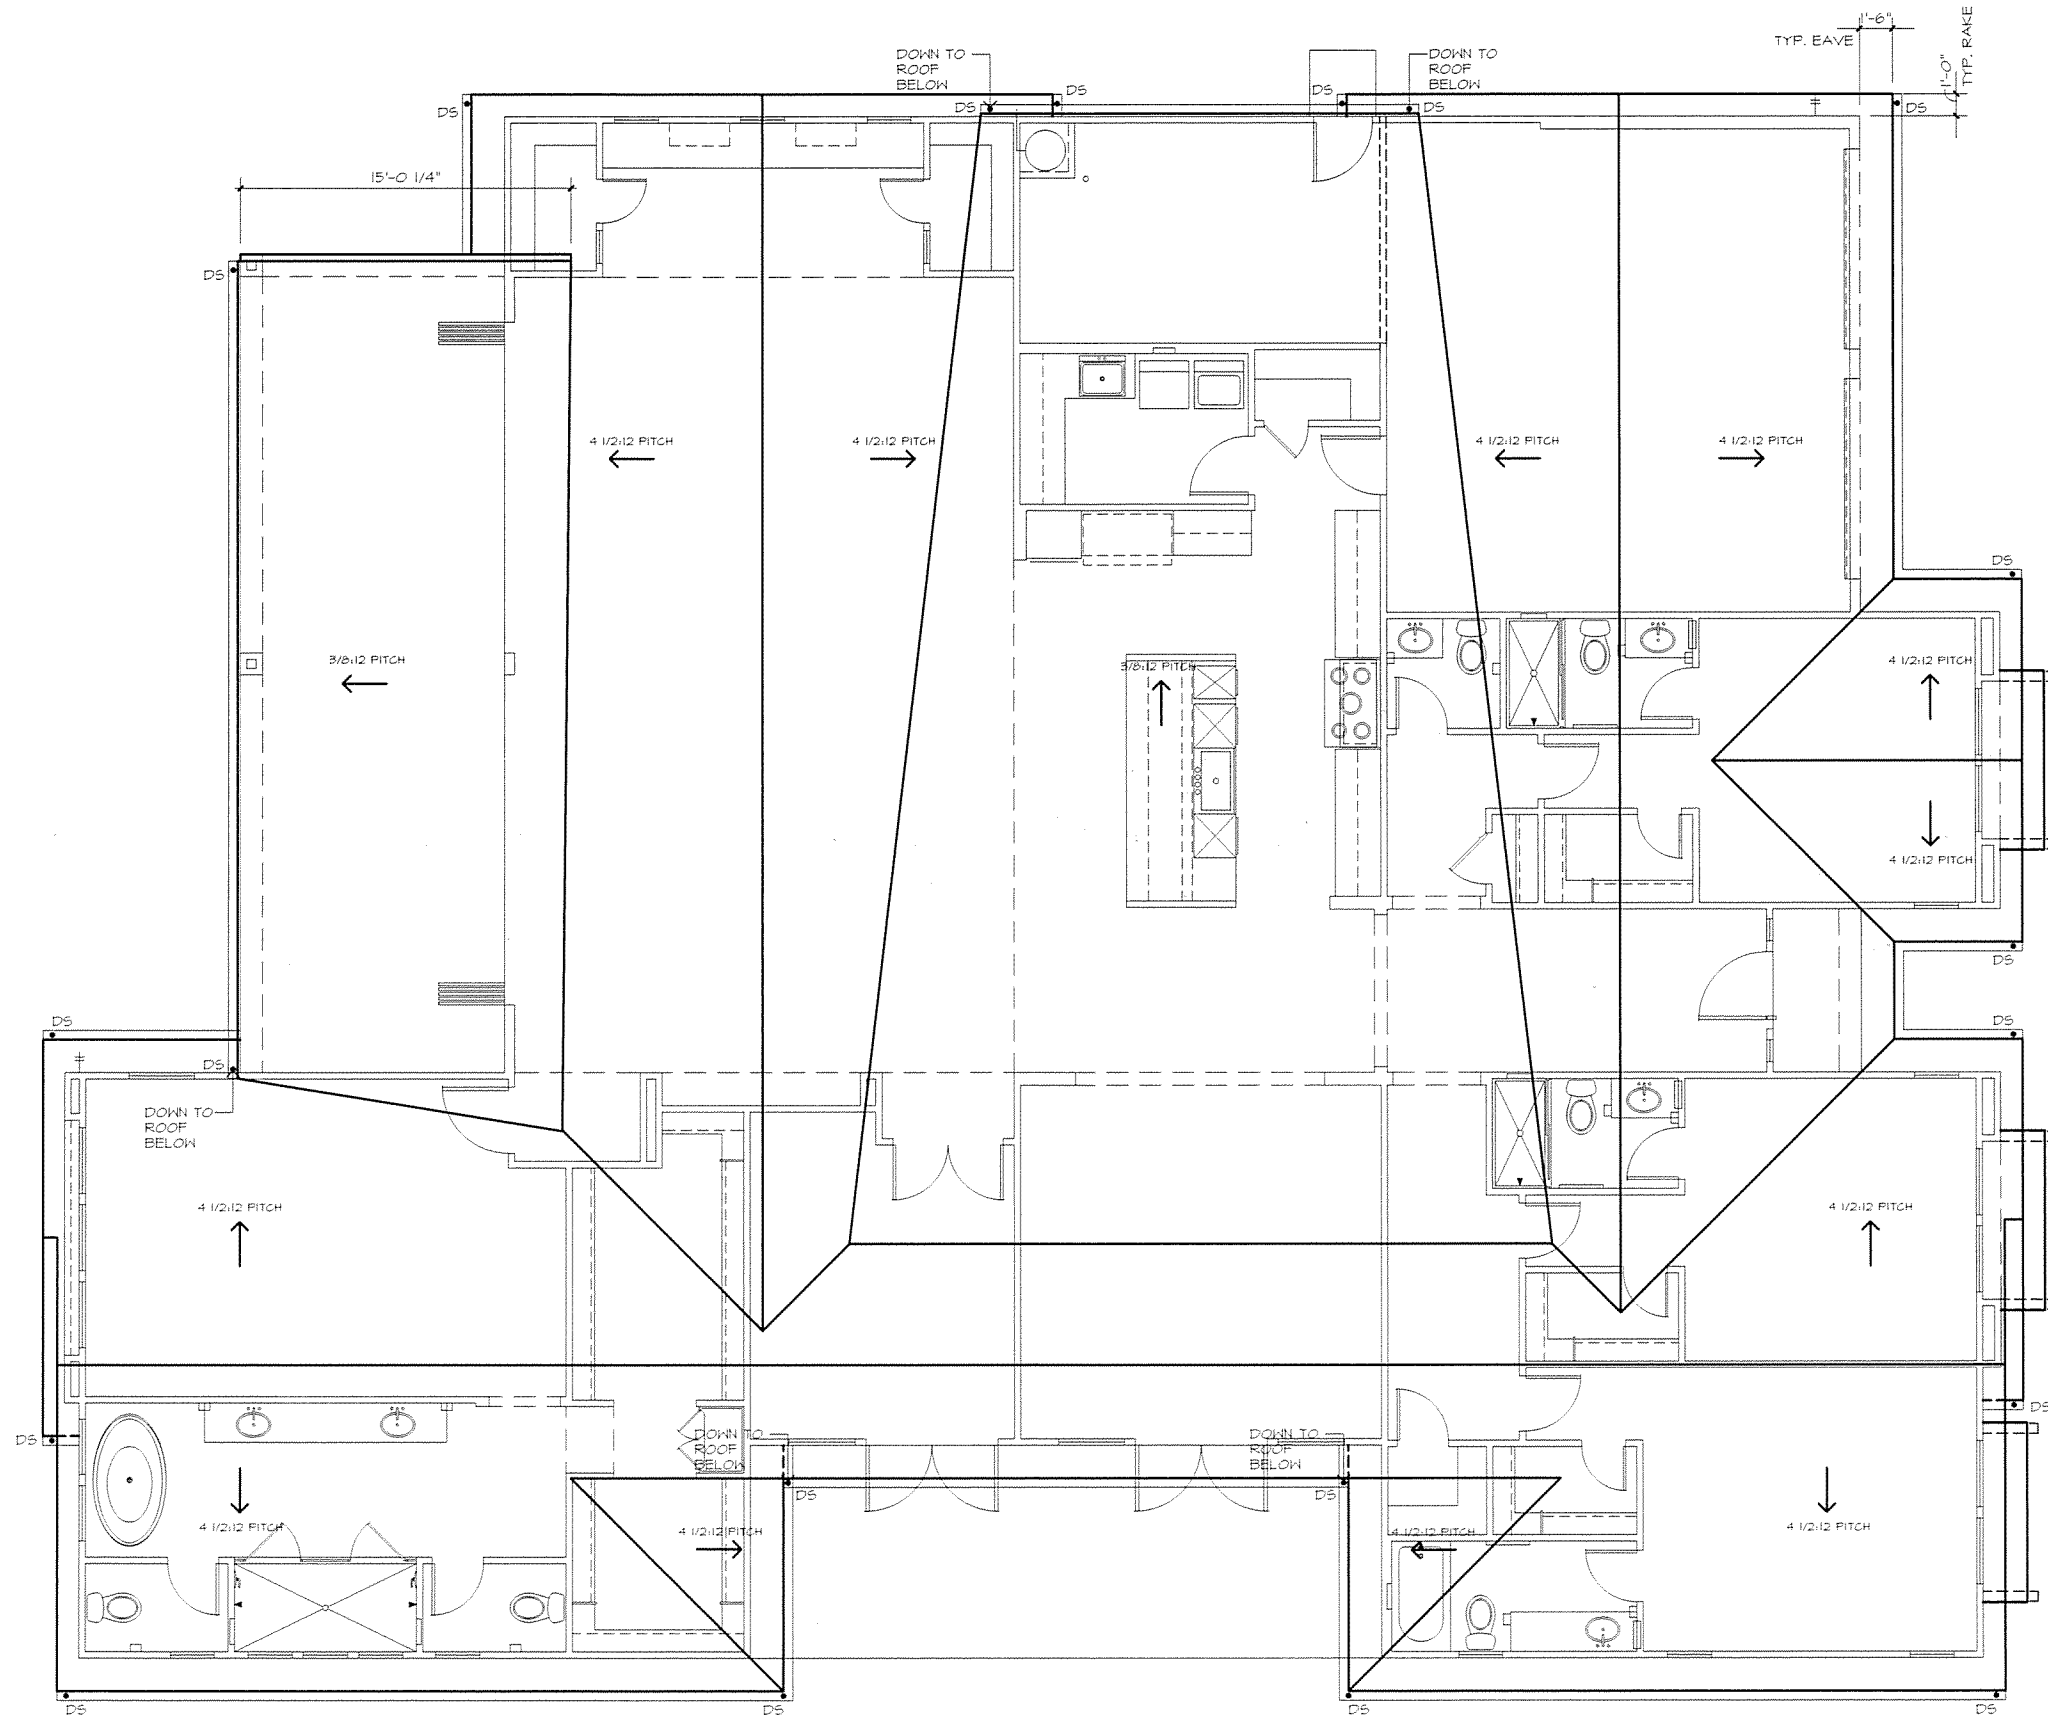 1'-6"
TYP. EAVE
1'-0"
TYP. RAKE
DOWN TO
ROOF
BELOW
DOWN TO
ROOF
BELOW
DS
DS
DS
DS
DS
DS
DS
15'-0 1/4"
DS
4 1/2:12 PITCH
4 1/2:12 PITCH
4 1/2:12 PITCH
4 1/2:12 PITCH
DS
3/8:12 PITCH
3/8:12 PITCH
4 1/2:12 PITCH
4 1/2:12 PITCH
DS
DS
DS
DS
DOWN TO
ROOF
BELOW
4 1/2:12 PITCH
4 1/2:12 PITCH
DS
DS
DOWN TO
ROOF
BELOW
DOWN TO
ROOF
BELOW
DS
DS
4 1/2:12 PITCH
4 1/2:12 PITCH
4 1/2:12 PITCH
4 1/2:12 PITCH
DS
DS
DS
DS